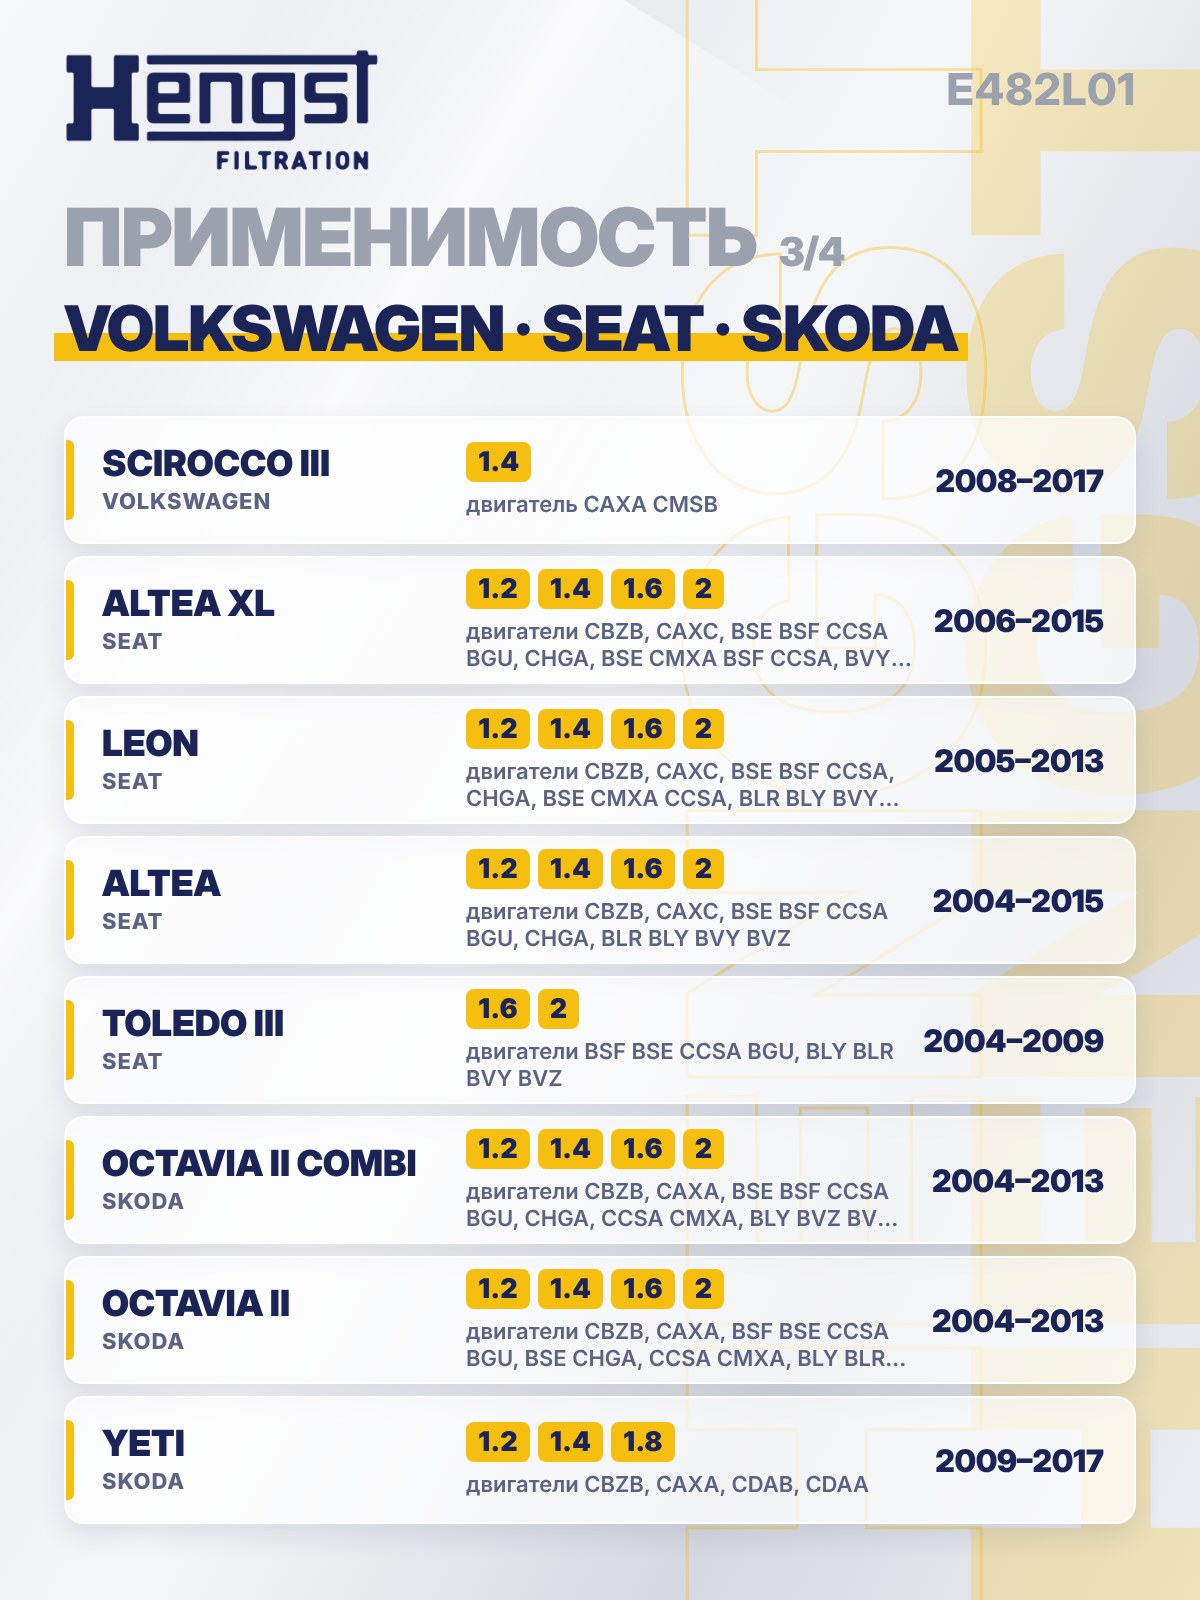 Hengst
FILTRATION
E482L01
ПРИМЕНИМОСТЬ 3/4
VOLKSWAGEN · SEAT · SKODA
SCIROCCO III
VOLKSWAGEN
1.4
двигатель CAXA CMSB
2008–2017
ALTEA XL
SEAT
1.2 1.4 1.6 2
двигатели CBZB, CAXC, BSE BSF CCSA
BGU, CHGA, BSE CMXA BSF CCSA, BVY...
2006–2015
LEON
SEAT
1.2 1.4 1.6 2
двигатели CBZB, CAXC, BSE BSF CCSA,
CHGA, BSE CMXA CCSA, BLR BLY BVY...
2005–2013
ALTEA
SEAT
1.2 1.4 1.6 2
двигатели CBZB, CAXC, BSE BSF CCSA
BGU, CHGA, BLR BLY BVY BVZ
2004–2015
TOLEDO III
SEAT
1.6 2
двигатели BSF BSE CCSA BGU, BLY BLR
BVY BVZ
2004–2009
OCTAVIA II COMBI
SKODA
1.2 1.4 1.6 2
двигатели CBZB, CAXA, BSE BSF CCSA
BGU, CHGA, CCSA CMXA, BLY BVZ BV...
2004–2013
OCTAVIA II
SKODA
1.2 1.4 1.6 2
двигатели CBZB, CAXA, BSF BSE CCSA
BGU, BSE CHGA, CCSA CMXA, BLY BLR...
2004–2013
YETI
SKODA
1.2 1.4 1.8
двигатели CBZB, CAXA, CDAB, CDAA
2009–2017
HENGST
HENGST